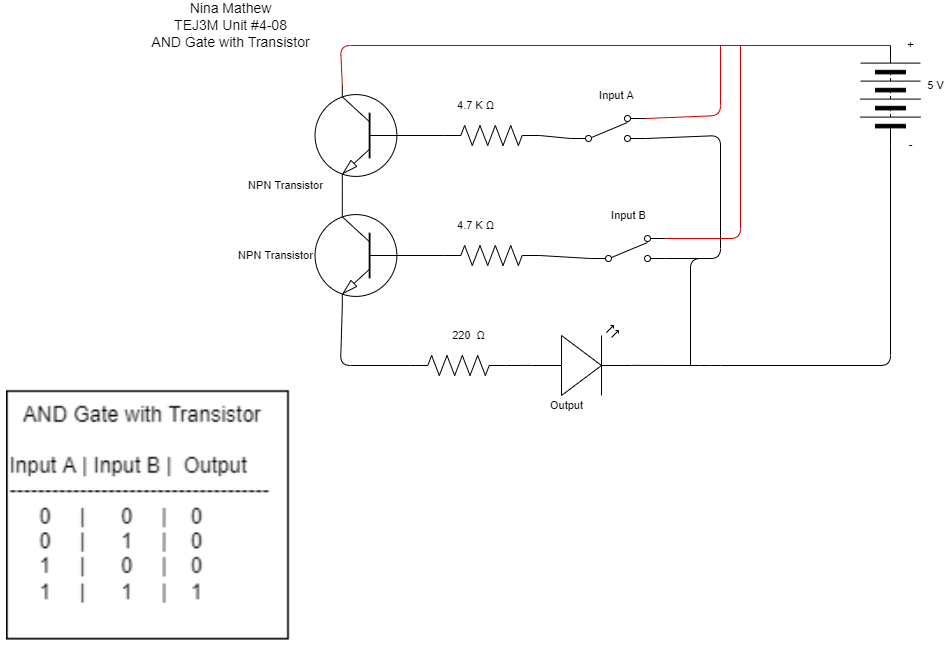 Nina Mathew
TEJ3M Unit #4-08
AND Gate with Transistor
+
5 V
-
4.7 K Ω
Input A
NPN Transistor
4.7 K Ω
Input B
NPN Transistor
220 Ω
Output
AND Gate with Transistor
Input A | Input B | Output
--------------------------------------------
0 | 0 | 0
0 | 1 | 0
1 | 0 | 0
1 | 1 | 1